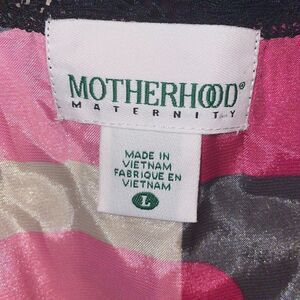 MOTHERHOOD®
MATERNITY
MADE IN
VIETNAM
FABRIQUE EN
VIETNAM
L